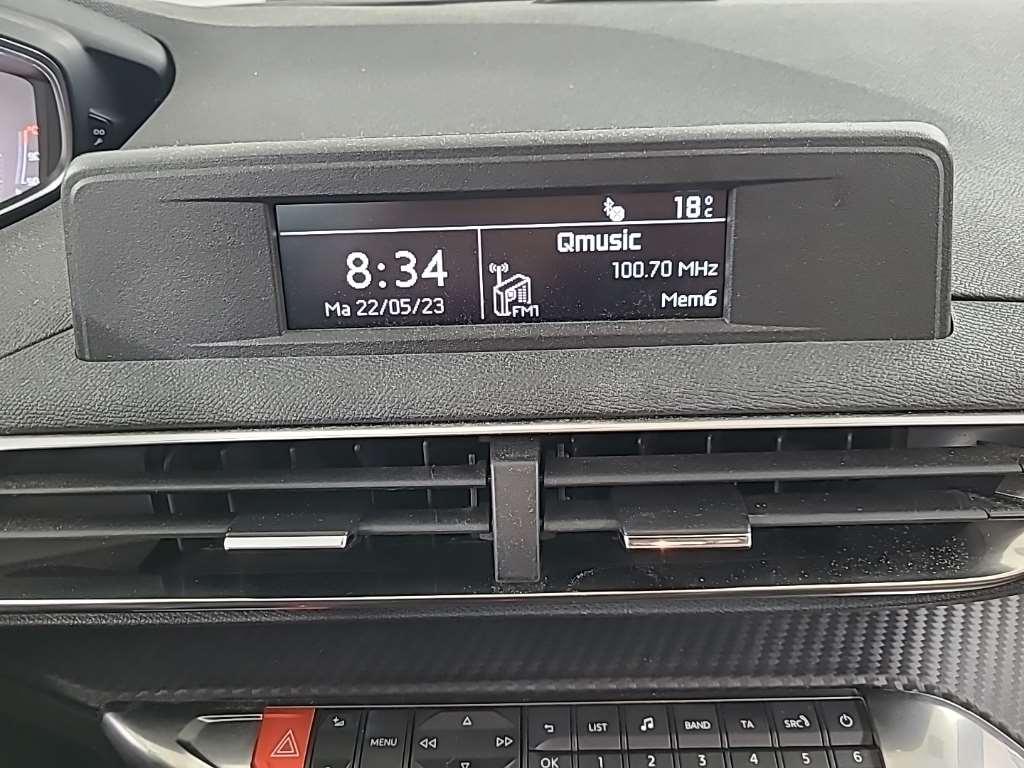 18°C
8:34
Ma 22/05/23
Qmusic
100.70 MHz
FM1
Mem6
MENU
LIST
BAND
TA
SRC
OK
1
2
3
4
5
6